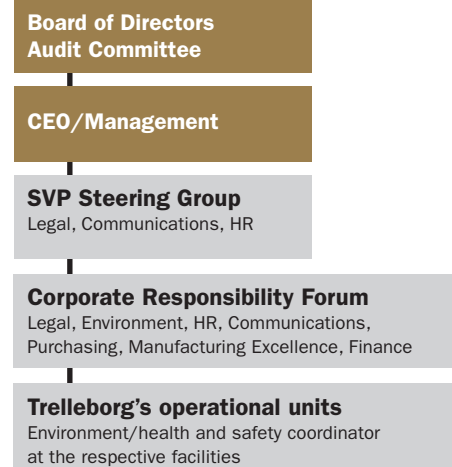 Board of Directors
Audit Committee
CEO/Management
SVP Steering Group
Legal, Communications, HR
Corporate Responsibility Forum
Legal, Environment, HR, Communications,
Purchasing, Manufacturing Excellence, Finance
Trelleborg’s operational units
Environment/health and safety coordinator
at the respective facilities